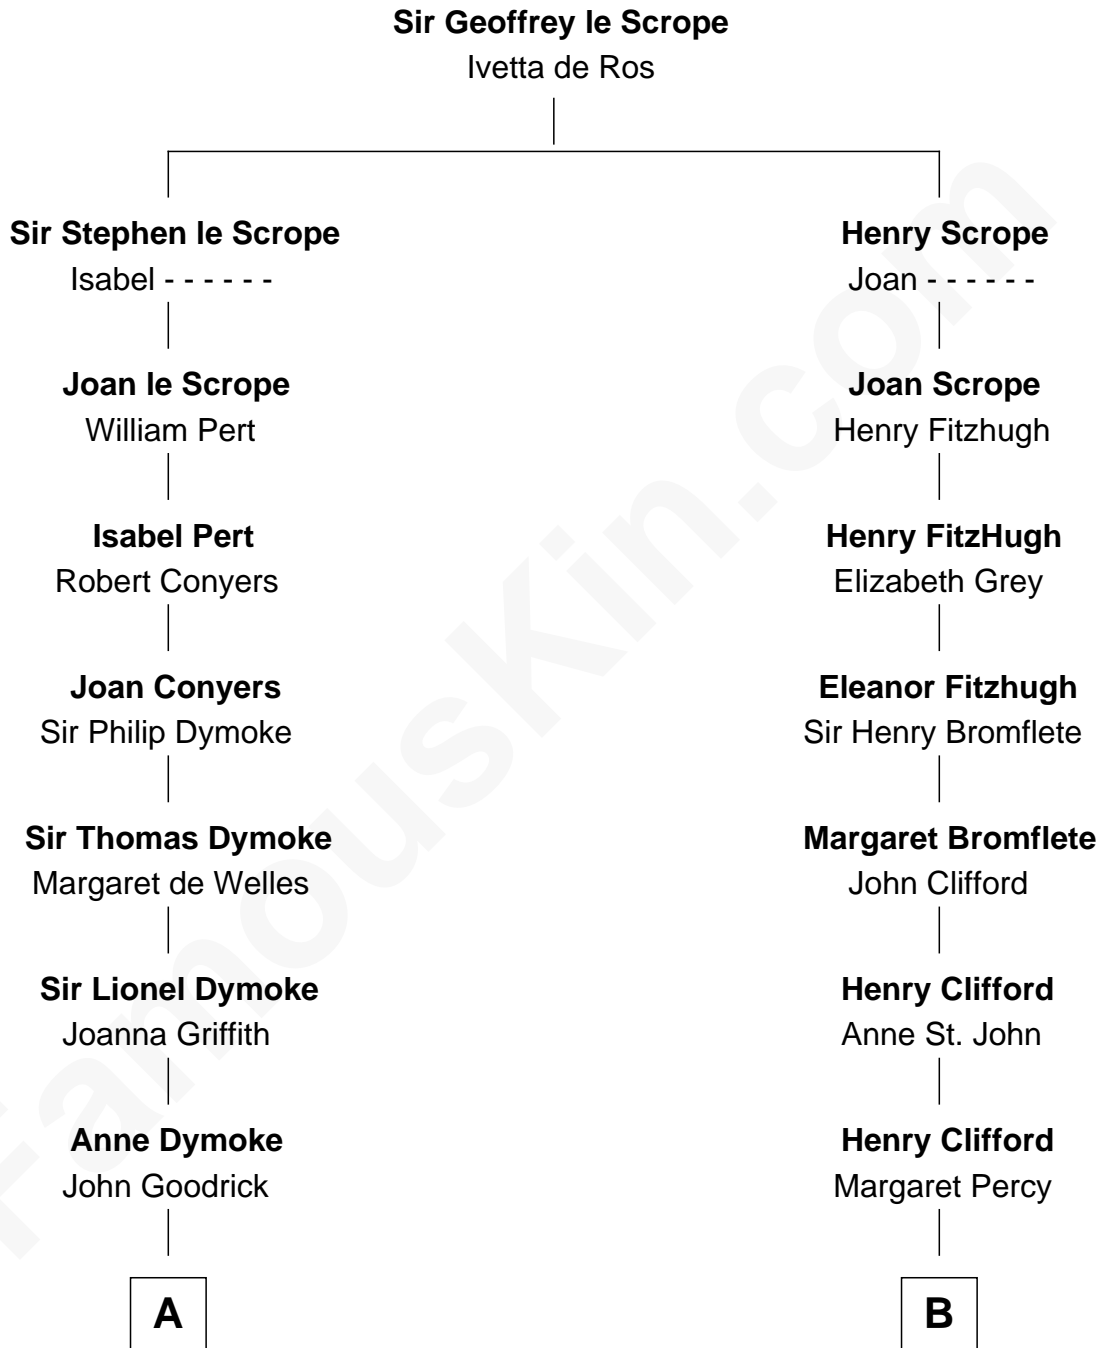 Sir Geoffrey le Scrope
Ivetta de Ros
Sir Stephen le Scrope
Isabel - - - - - -
Joan le Scrope
William Pert
Isabel Pert
Robert Conyers
Joan Conyers
Sir Philip Dymoke
Sir Thomas Dymoke
Margaret de Welles
Sir Lionel Dymoke
Joanna Griffith
Anne Dymoke
John Goodrick
A
Henry Scrope
Joan - - - - - -
Joan Scrope
Henry Fitzhugh
Henry FitzHugh
Elizabeth Grey
Eleanor Fitzhugh
Sir Henry Bromflete
Margaret Bromflete
John Clifford
Henry Clifford
Anne St. John
Henry Clifford
Margaret Percy
B
FamousKin.com